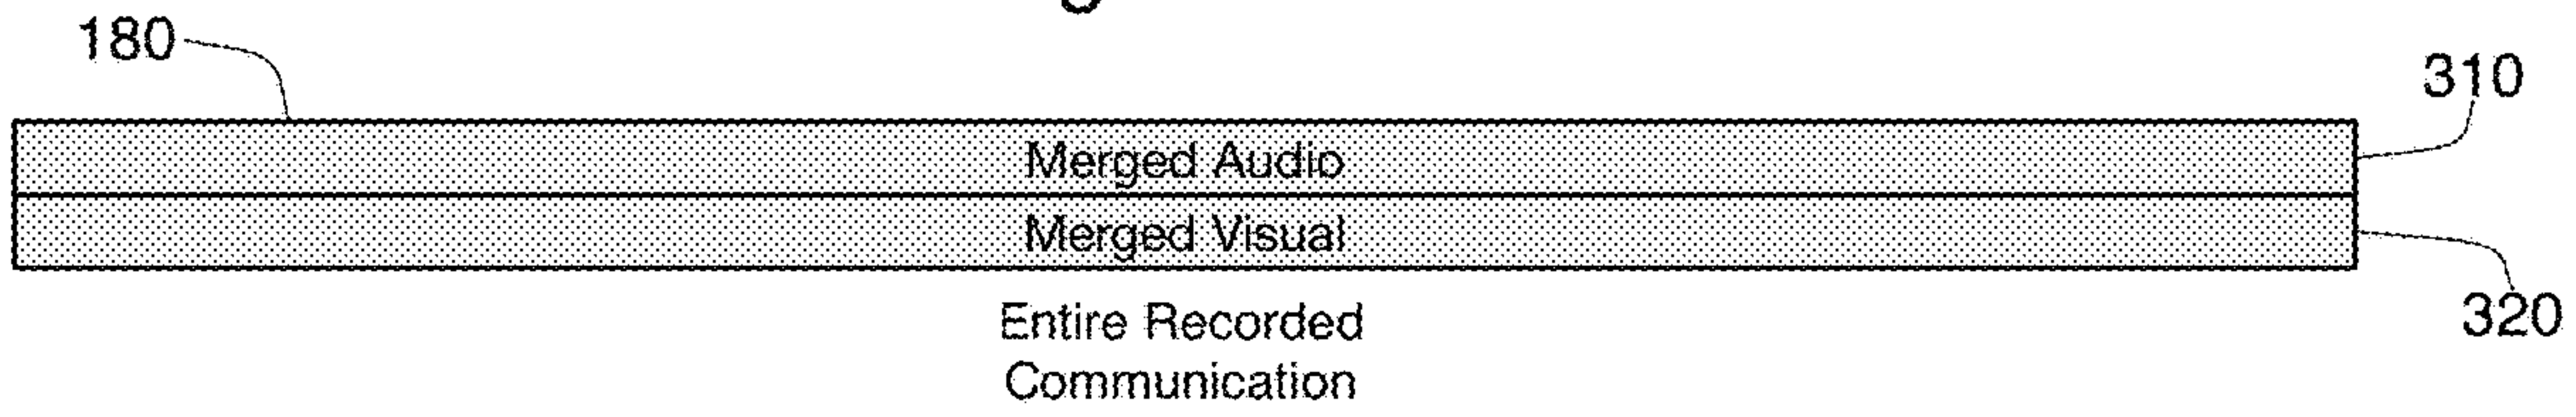 180
310
Merged Audio
Merged Visual
320
Entire Recorded
Communication